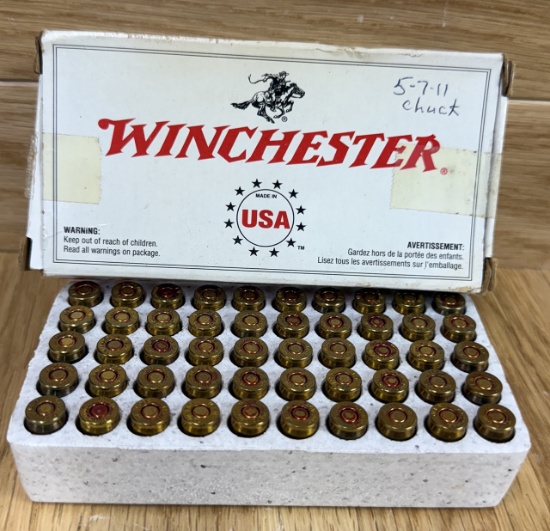 5-7-11
Chuck
WINCHESTER®
MADE IN
USA
™
WARNING:
Keep out of reach of children.
Read all warnings on package.
AVERTISSEMENT:
Gardez hors de la portée des enfants.
Lisez tous les avertissements sur j'emballage.